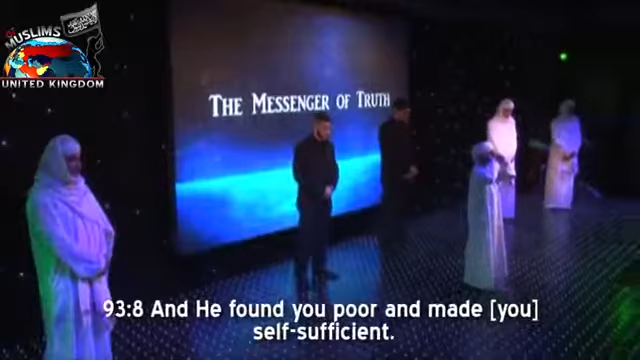 MUSLIMS
UNITED KINGDOM
THE MESSENGER OF TRUTH
93:8 And He found you poor and made [you]
self-sufficient.